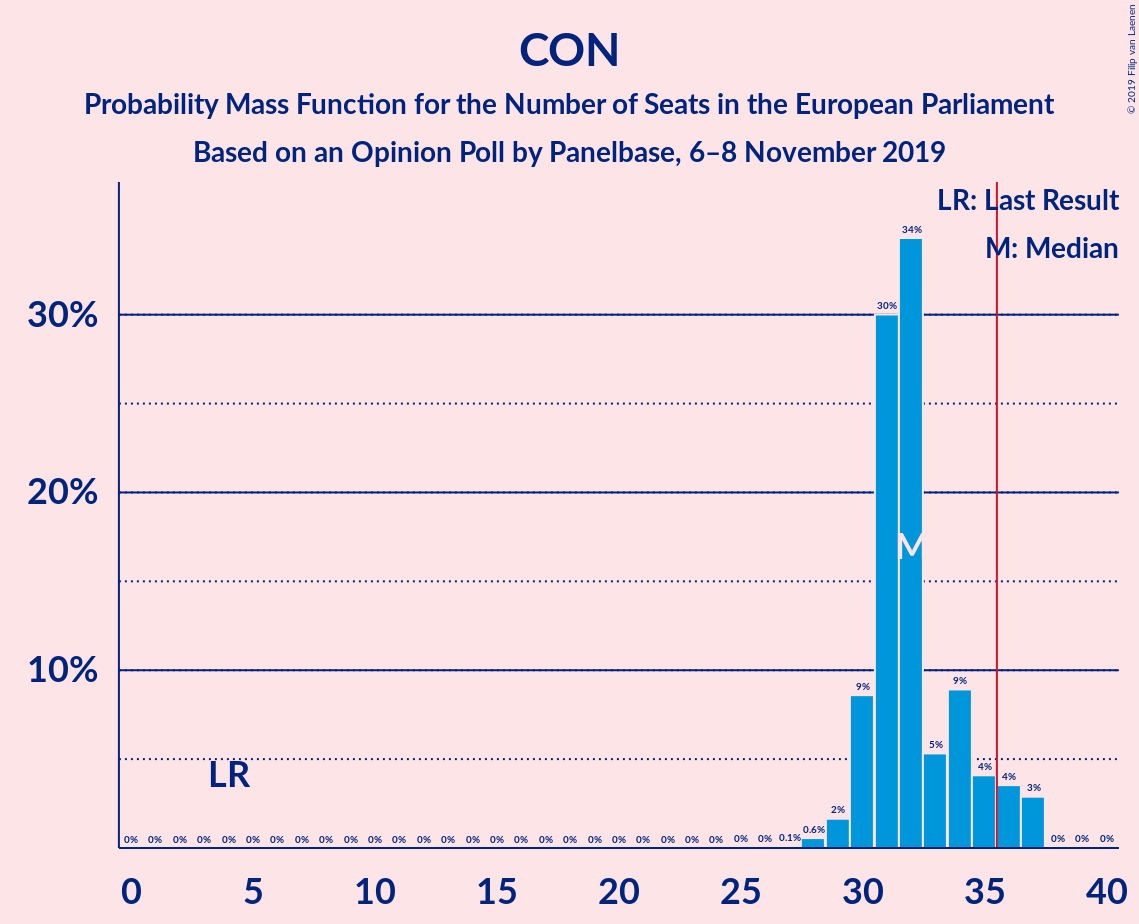 CON
Probability Mass Function for the Number of Seats in the European Parliament
Based on an Opinion Poll by Panelbase, 6–8 November 2019
© 2019 Filip van Laenen
LR: Last Result
M: Median
30%
20%
10%
LR
M
0% 0% 0% 0% 0% 0% 0% 0% 0% 0% 0% 0% 0% 0% 0% 0% 0% 0% 0% 0% 0% 0% 0% 0% 0% 0% 0% 0.1% 0.6% 2% 9% 30% 34% 5% 9% 4% 4% 3% 0% 0% 0%
0 5 10 15 20 25 30 35 40